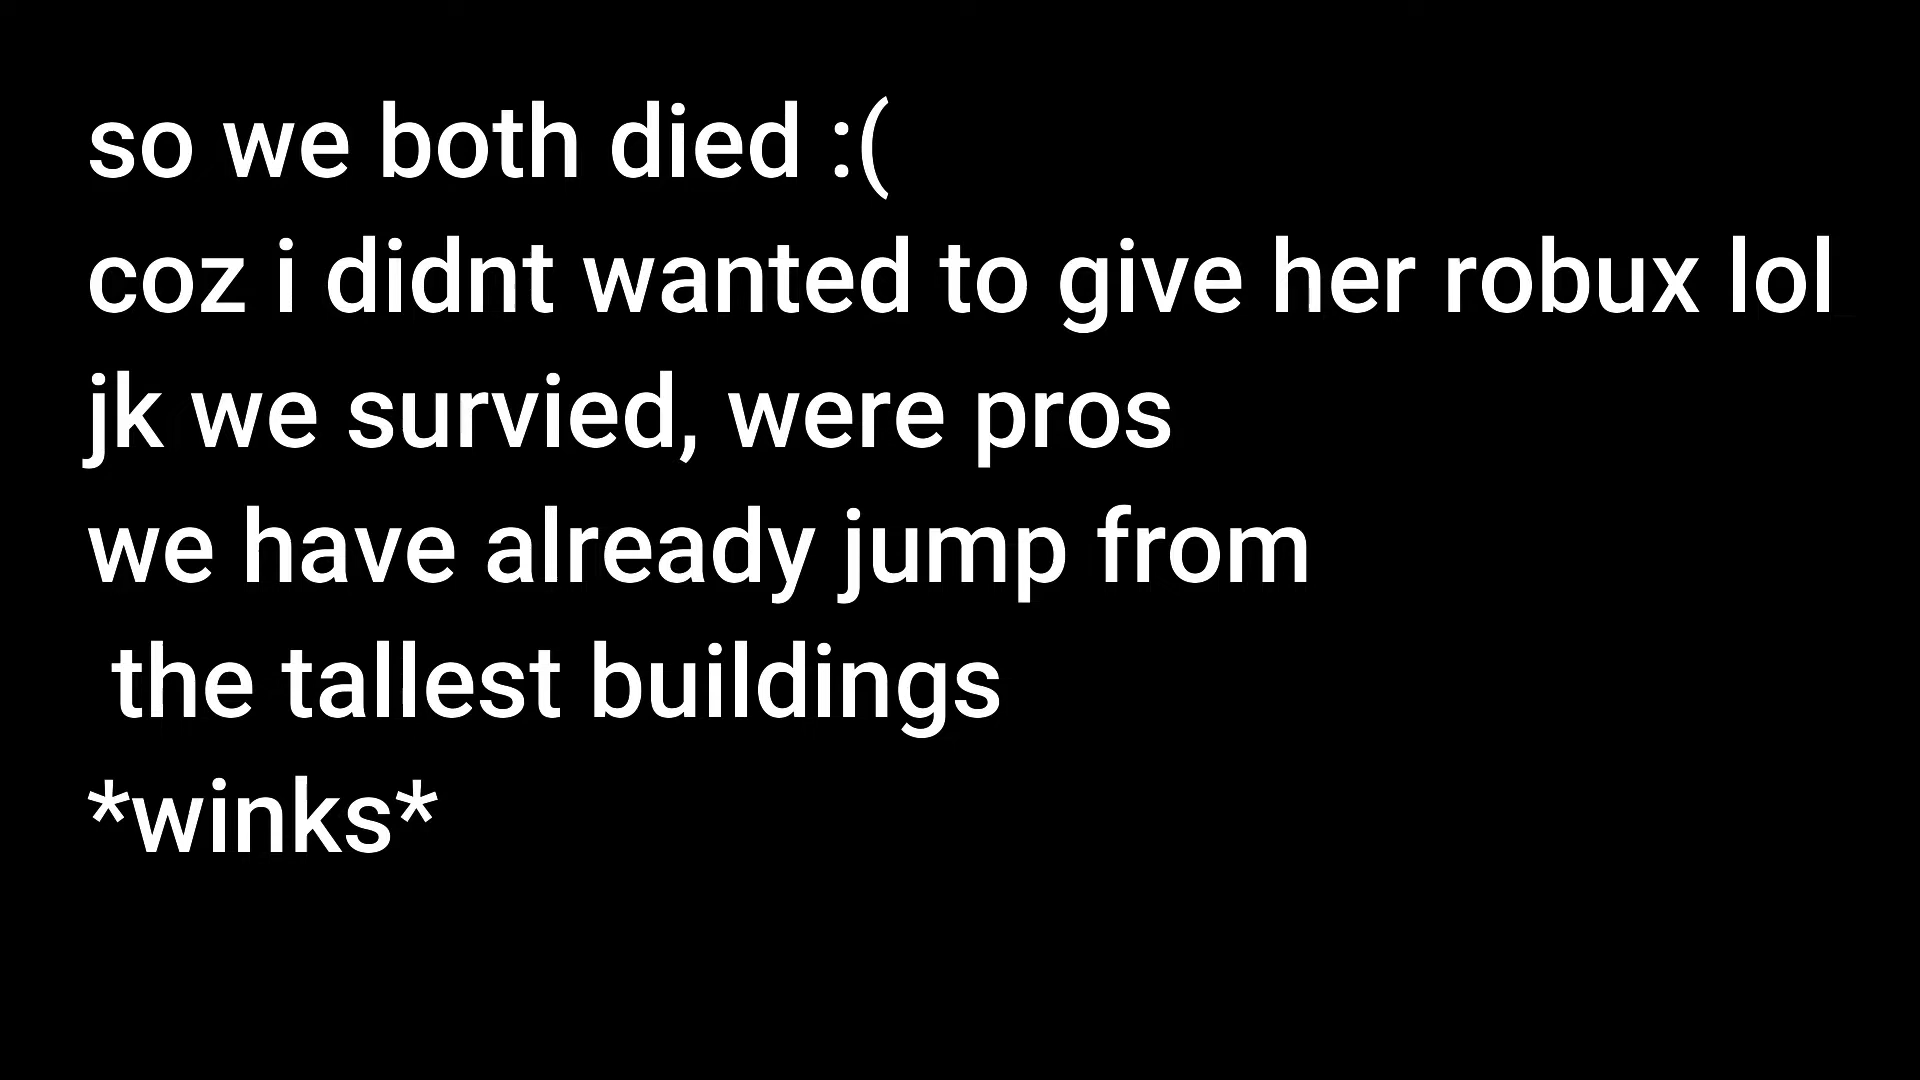 so we both died :(
coz i didnt wanted to give her robux lol
jk we survied, were pros
we have already jump from
the tallest buildings
*winks*